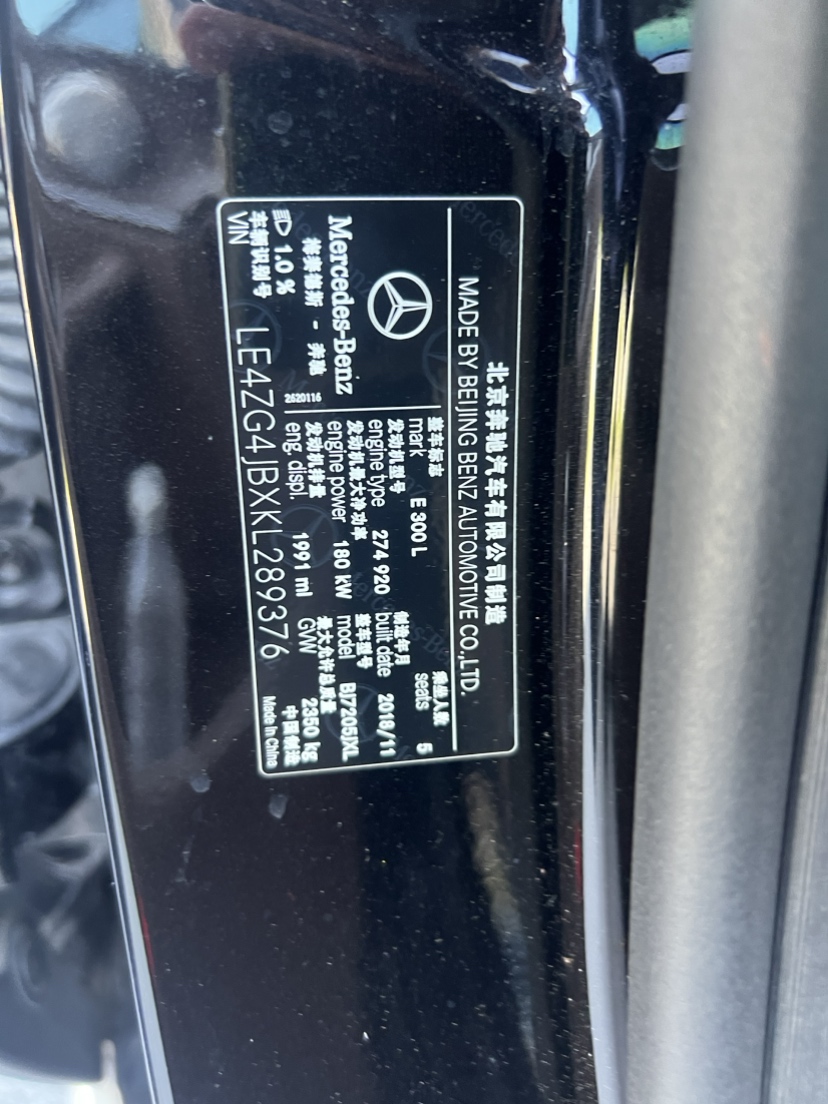 北京奔驰汽车有限公司制造
MADE BY BEIJING BENZ AUTOMOTIVE CO.,LTD.
Mercedes-Benz
梅赛德斯 - 奔驰
2620116
1.0 %
整车标志
mark E 300 L
乘坐人数
seats 5
发动机型号
engine type 274 920
制造年月
built date 2018/11
发动机最大净功率
engine power 180 kW
整车型号
model BJ7205JXL
发动机排量
eng. displ. 1991 ml
最大允许总质量
GVW 2350 kg
车辆识别号
VIN LE4ZG4JBXKL289376
中国制造
Made In China